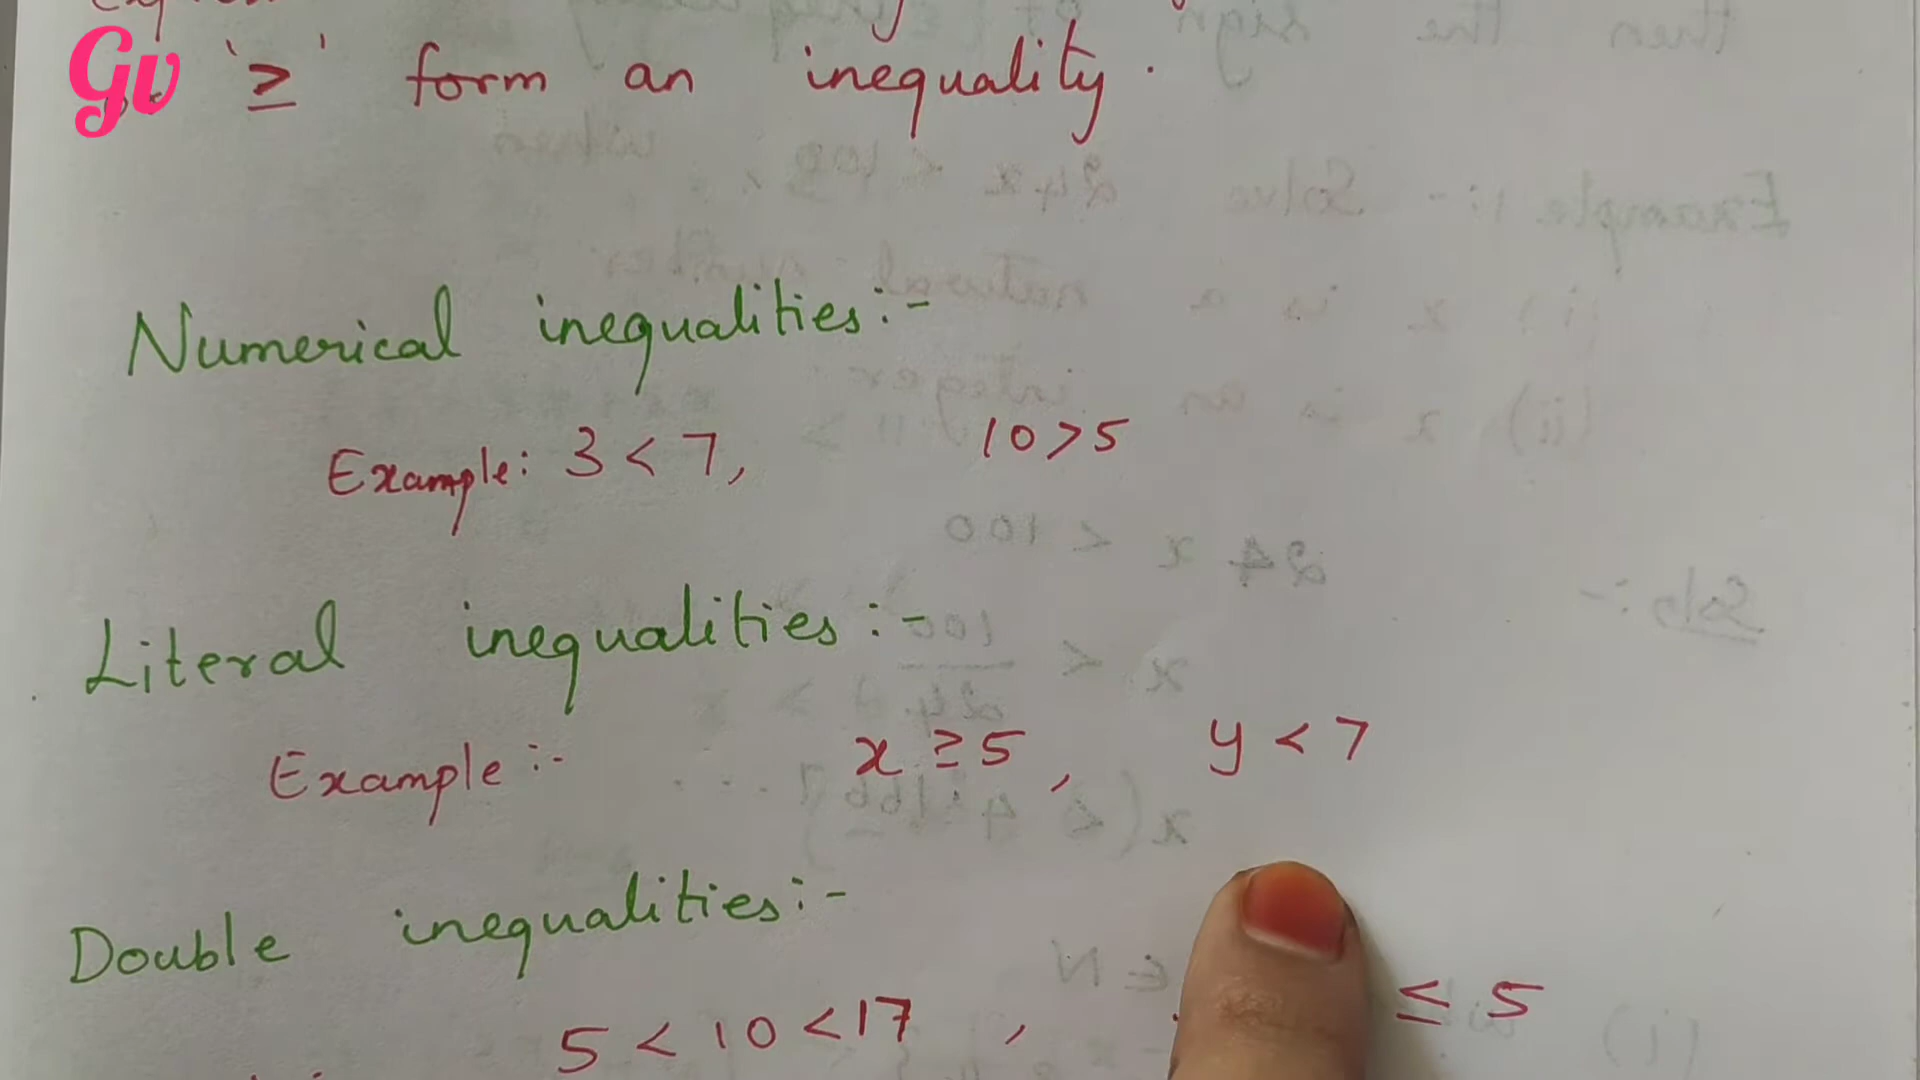 Gv
'≥' form an inequality.
Numerical inequalities:-
Example: 3 < 7, 10 > 5
Literal inequalities:-
Example:- x ≥ 5, y < 7
Double inequalities:-
5 < 10 < 17, ≤ 5